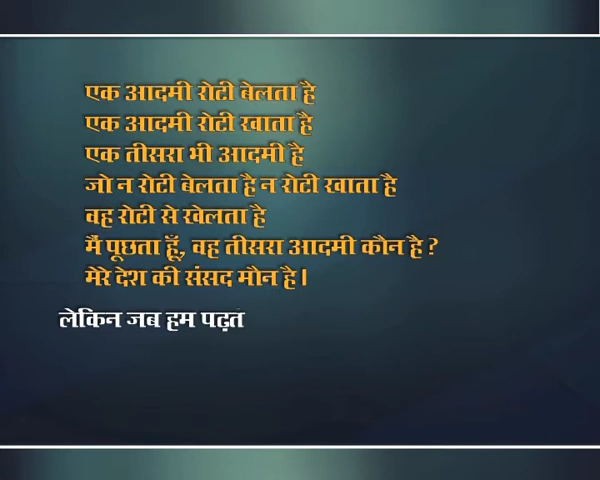 एक आदमी रोटी बेलता है
एक आदमी रोटी खाता है
एक तीसरा भी आदमी है
जो न रोटी बेलता है न रोटी खाता है
वह रोटी से खेलता है
मैं पूछता हूँ, वह तीसरा आदमी कौन है ?
मेरे देश की संसद मौन है।
लेकिन जब हम पढ़त